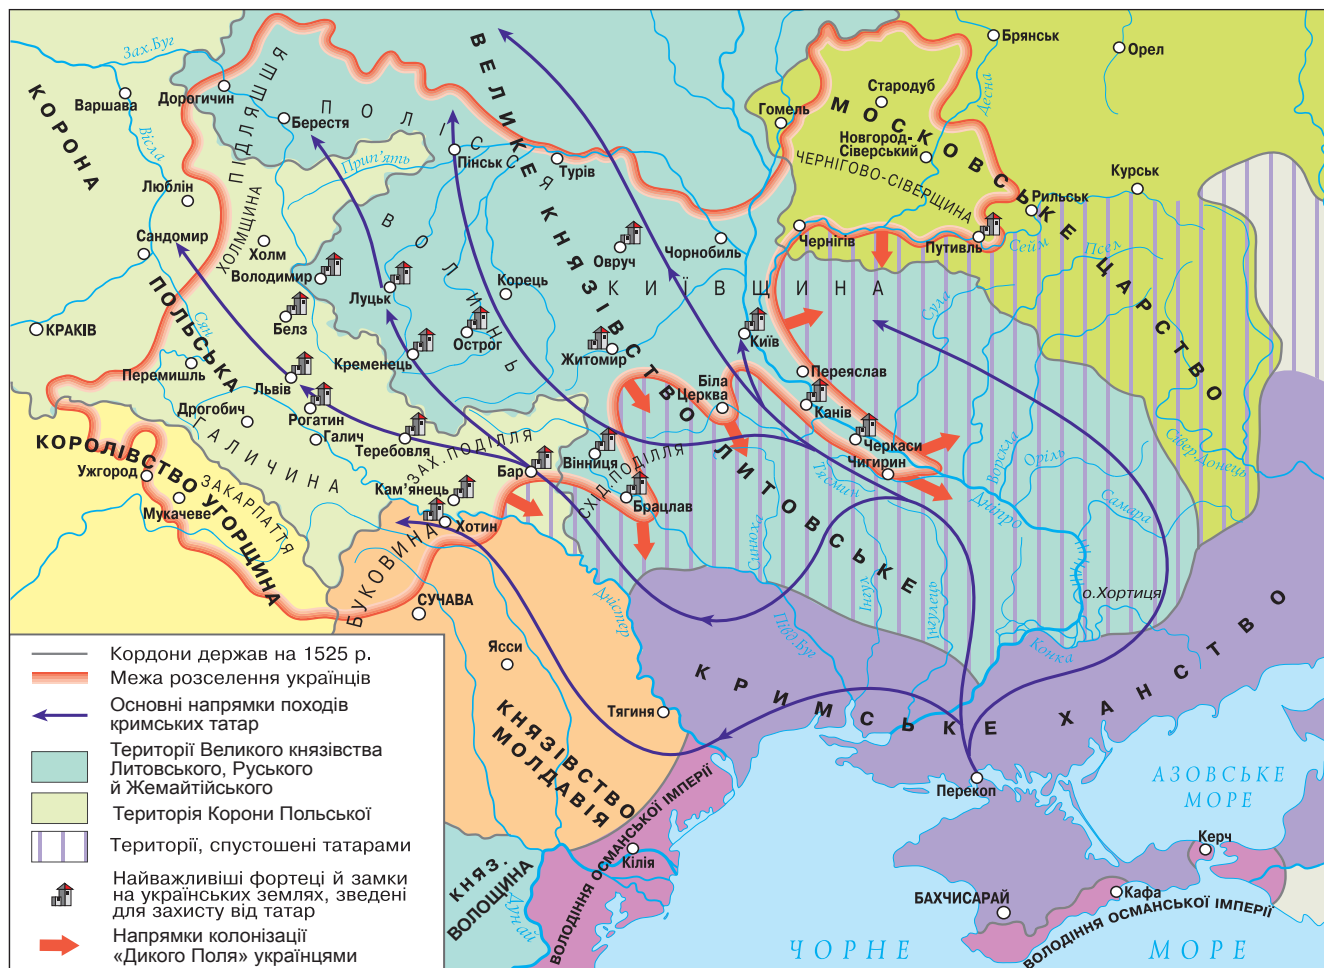 Зах.Буг
Варшава
КОРОНА
Вісла
Дорогичин
ПІДЛЯШШЯ
Берестя
ПОЛІССЯ
Прип'ять
Пінськ
Турів
ВЕЛИКЕ КНЯЗІВСТВО ЛИТОВСЬКЕ
Гомель
Стародуб
Новгород-
Сіверський
МОСКОВСЬКЕ ЦАРСТВО
ЧЕРНІГОВО-СІВЕРЩИНА
Десна
Брянськ
Орел
Курськ
Рильськ
Путивль
Сейм
Псел
Чернігів
Люблін
Сандомир
ХОЛМЩИНА
Холм
Володимир
Белз
Луцьк
ВОЛИНЬ
Корець
Острог
Кременець
Овруч
Чорнобиль
КИЇВЩИНА
Київ
Житомир
Сула
КРАКІВ
ПОЛЬСЬКА
Сян
Перемишль
Львів
Дрогобич
Рогатин
Галич
ГАЛИЧИНА
Теребовля
ЗАХ. ПОДІЛЛЯ
Бар
Вінниця
СХІД. ПОДІЛЛЯ
Брацлав
Біла
Церква
Переяслав
Канів
Черкаси
Чигирин
Тясмин
Ворскла
Оріль
Дніпро
Самара
Сівер.Донець
КОРОЛІВСТВО УГОРЩИНА
Ужгород
Мукачеве
ЗАКАРПАТТЯ
Кам'янець
Хотин
БУКОВИНА
СУЧАВА
Дністер
Синюха
Інгул
Інгулець
Півд.Буг
о.Хортиця
Конка
Ясси
Тягиня
КНЯЗІВСТВО
МОЛДАВІЯ
КРИМСЬКЕ ХАНСТВО
Перекоп
АЗОВСЬКЕ
МОРЕ
Керч
Кафа
БАХЧИСАРАЙ
ВОЛОДІННЯ ОСМАНСЬКОЇ ІМПЕРІЇ
ВОЛОДІННЯ ОСМАНСЬКОЇ ІМПЕРІЇ
Кілія
КНЯЗ.
ВОЛОЩИНА
Дунай
ЧОРНЕ МОРЕ
Кордони держав на 1525 р.
Межа розселення українців
Основні напрямки походів
кримських татар
Території Великого князівства
Литовського, Руського
й Жемайтійського
Територія Корони Польської
Території, спустошені татарами
Найважливіші фортеці й замки
на українських землях, зведені
для захисту від татар
Напрямки колонізації
«Дикого Поля» українцями